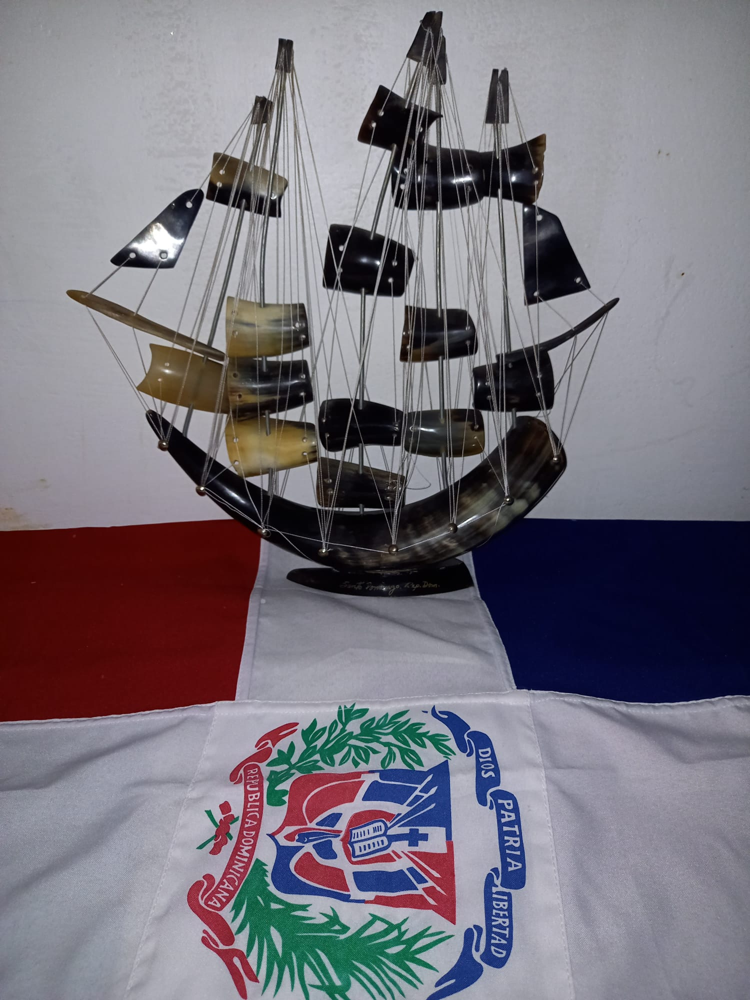 Santo Domingo. Rep. Dom.
DIOS PATRIA LIBERTAD
REPUBLICA DOMINICANA